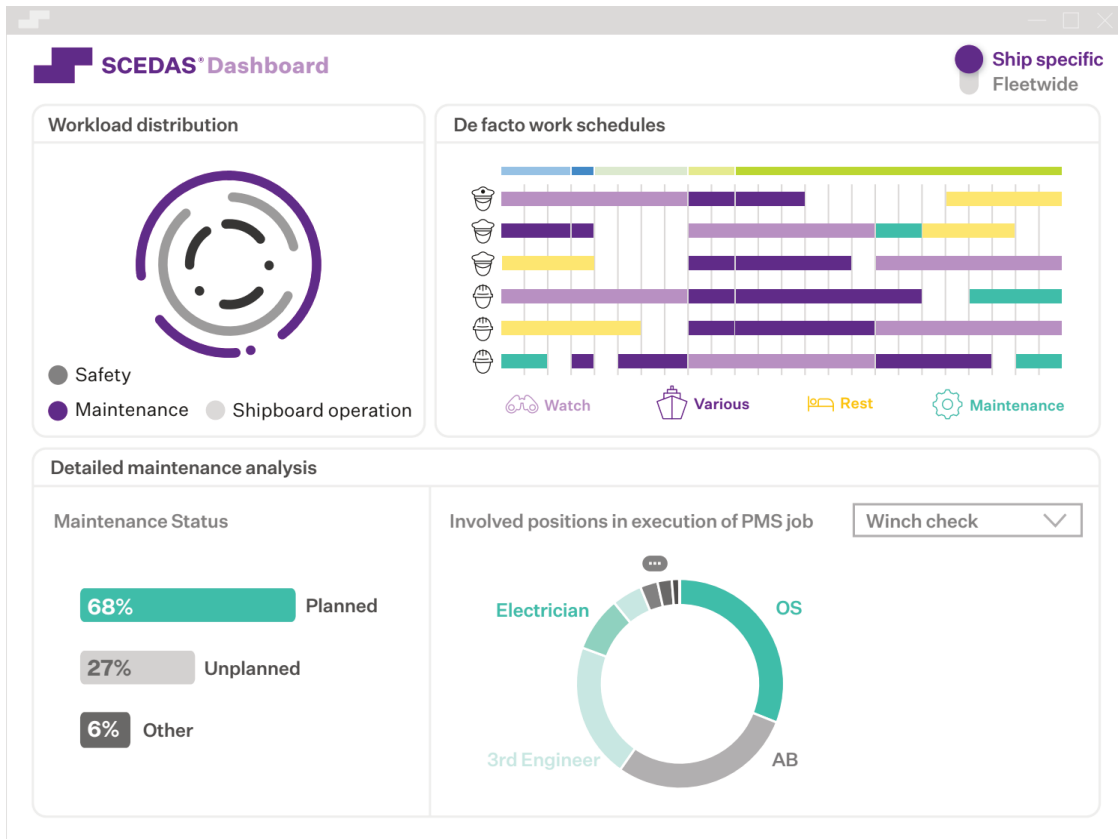 SCEDAS® Dashboard
Ship specific
Fleetwide
Workload distribution
Safety
Maintenance
Shipboard operation
De facto work schedules
Watch
Various
Rest
Maintenance
Detailed maintenance analysis
Maintenance Status
68%
Planned
27%
Unplanned
6%
Other
Involved positions in execution of PMS job
Winch check
Electrician
OS
3rd Engineer
AB